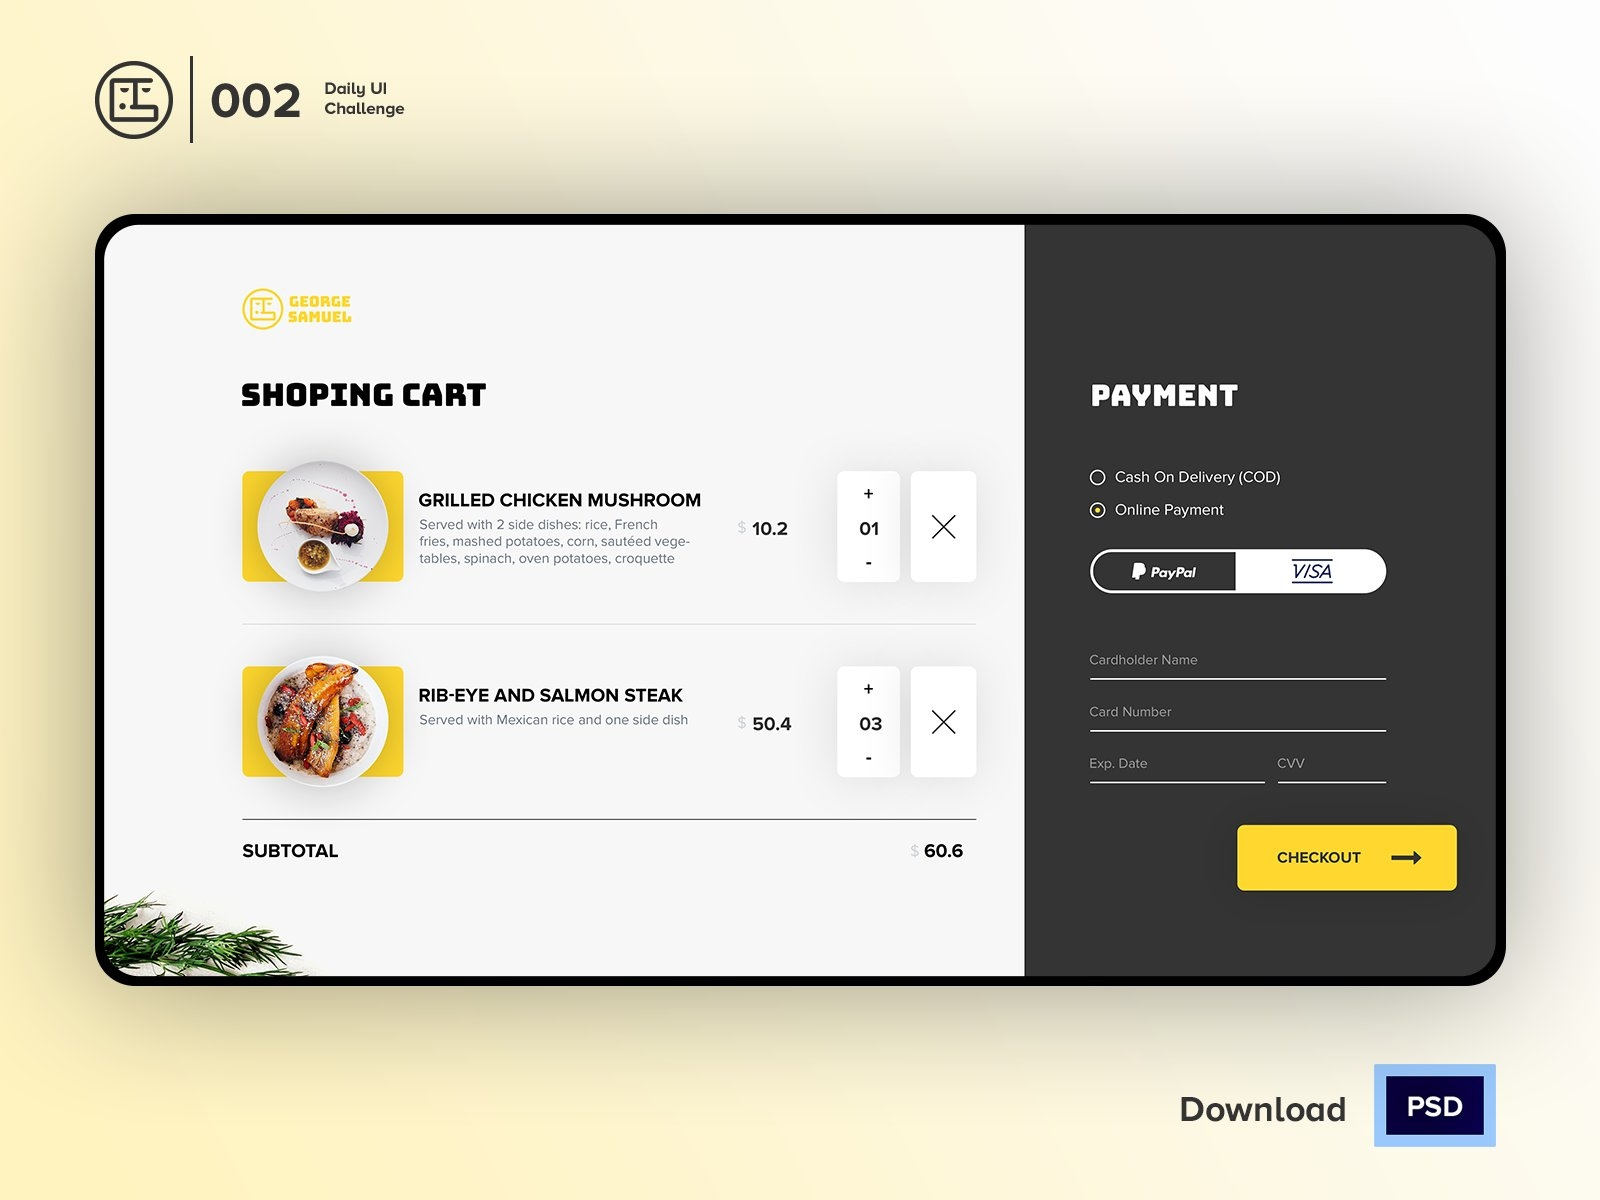 002
Daily UI
Challenge
GEORGE
SAMUEL
SHOPING CART
GRILLED CHICKEN MUSHROOM
Served with 2 side dishes: rice, French
fries, mashed potatoes, corn, sautéed vege-
tables, spinach, oven potatoes, croquette
$ 10.2
+
01
-
RIB-EYE AND SALMON STEAK
Served with Mexican rice and one side dish
$ 50.4
+
03
-
SUBTOTAL
$ 60.6
PAYMENT
Cash On Delivery (COD)
Online Payment
PayPal
VISA
Cardholder Name
Card Number
Exp. Date
CVV
CHECKOUT
Download
PSD